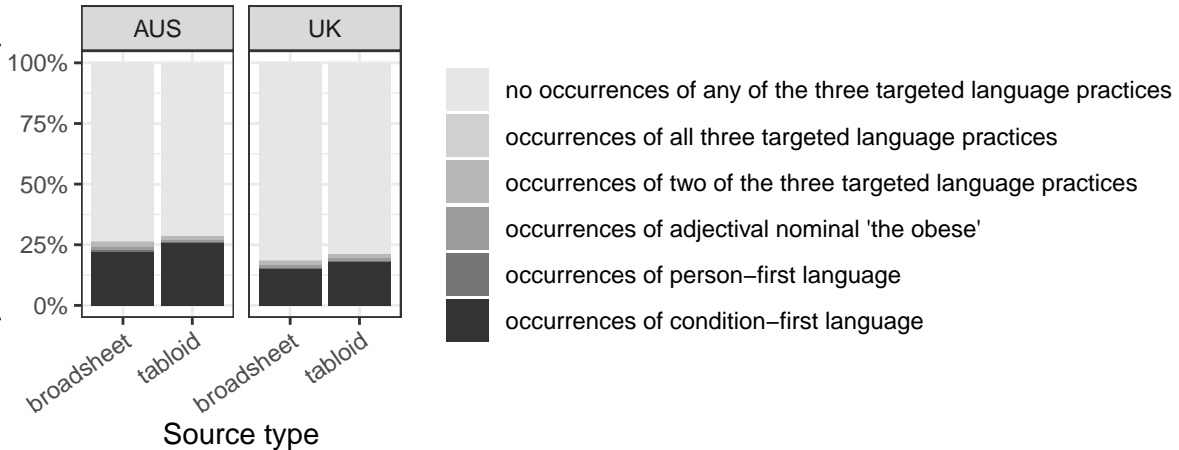 AUS UK
100%
75%
50%
25%
0%
broadsheet tabloid broadsheet tabloid
Source type
no occurrences of any of the three targeted language practices
occurrences of all three targeted language practices
occurrences of two of the three targeted language practices
occurrences of adjectival nominal 'the obese'
occurrences of person−first language
occurrences of condition−first language